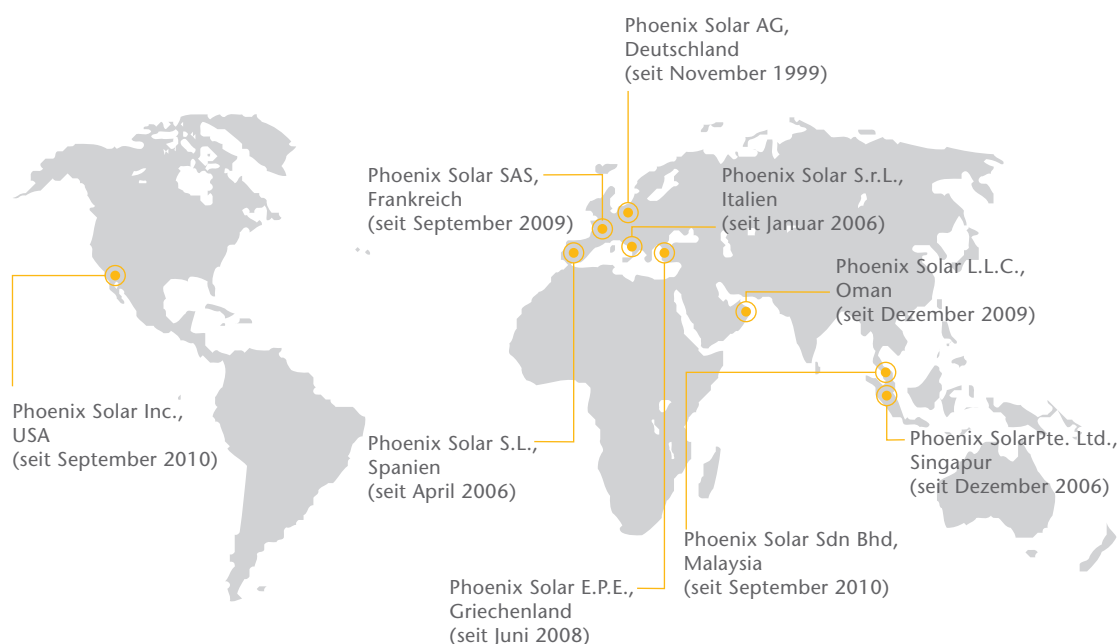 Phoenix Solar AG,
Deutschland
(seit November 1999)
Phoenix Solar SAS,
Frankreich
(seit September 2009)
Phoenix Solar S.r.L.,
Italien
(seit Januar 2006)
Phoenix Solar L.L.C.,
Oman
(seit Dezember 2009)
Phoenix Solar Inc.,
USA
(seit September 2010)
Phoenix Solar S.L.,
Spanien
(seit April 2006)
Phoenix SolarPte. Ltd.,
Singapur
(seit Dezember 2006)
Phoenix Solar Sdn Bhd,
Malaysia
(seit September 2010)
Phoenix Solar E.P.E.,
Griechenland
(seit Juni 2008)